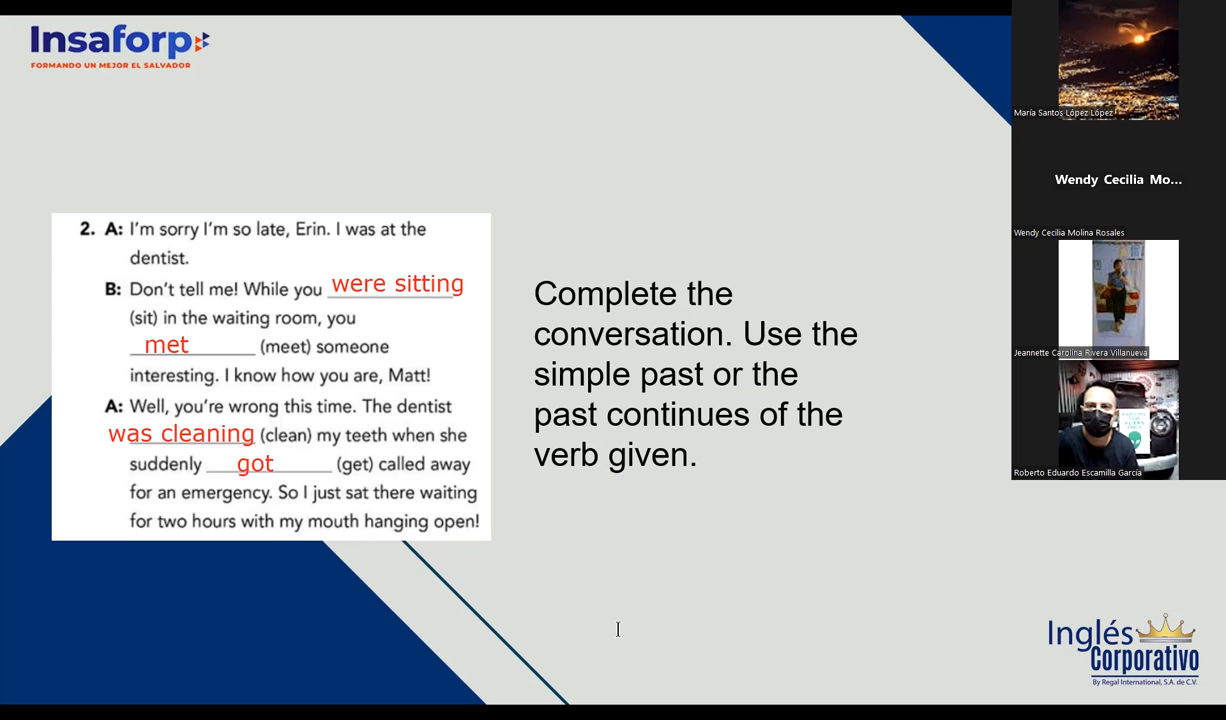 Insaforp
FORMANDO UN MEJOR EL SALVADOR
2. A: I'm sorry I'm so late, Erin. I was at the
dentist.
B: Don't tell me! While you were sitting
(sit) in the waiting room, you
met (meet) someone
interesting. I know how you are, Matt!
A: Well, you're wrong this time. The dentist
was cleaning (clean) my teeth when she
suddenly got (get) called away
for an emergency. So I just sat there waiting
for two hours with my mouth hanging open!
Complete the
conversation. Use the
simple past or the
past continues of the
verb given.
María Santos López López
Wendy Cecilia Mo...
Wendy Cecilia Molina Rosales
Jeannette Carolina Rivera Villanueva
Roberto Eduardo Escamilla García
Inglés
Corporativo
By Regal International, S.A. de C.V.